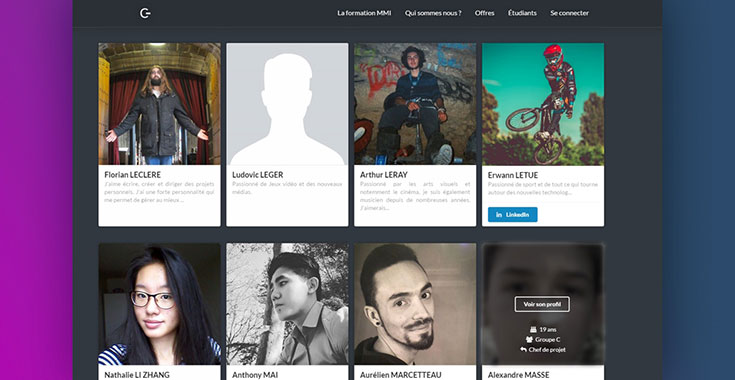 La formation MMI Qui sommes nous ? Offres Étudiants Se connecter
Florian LECLERE
J'aime écrire, créer et diriger des projets
personnels. J'ai une forte personnalité qui
me permet de gérer au mieux ...
Ludovic LEGER
Passionné de jeux vidéo et des nouveaux
médias.
Arthur LERAY
Passionné par les arts visuels et
notemment le cinéma, je suis également
musicien depuis de nombreuses années.
J'aimerais...
Erwann LETUE
Passionné de sport et de tout ce qui tourne
autour des nouvelles technolog...
in LinkedIn
Voir son profil
19 ans
Groupe C
Chef de projet
Nathalie LI ZHANG
Anthony MAI
Aurélien MARCETTEAU
Alexandre MASSE